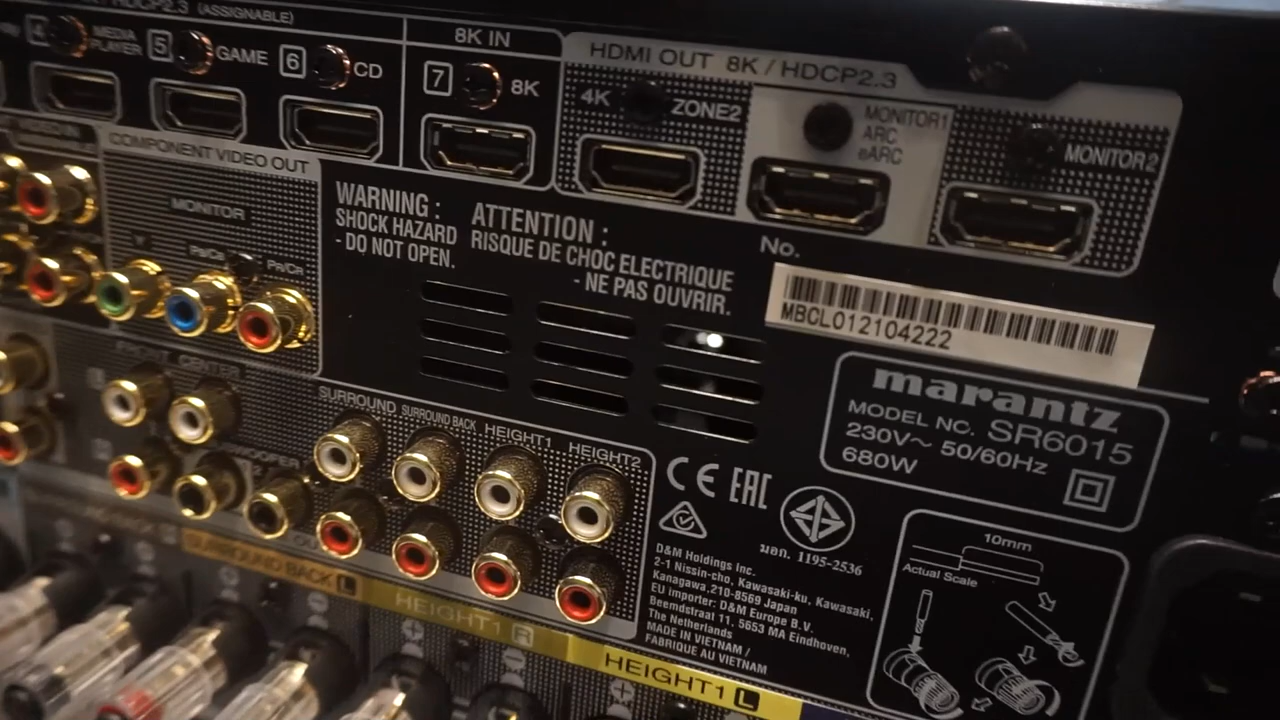 HDCP2.3 (ASSIGNABLE)
4 MEDIA
PLAYER
5 GAME
6 CD
8K IN
7 8K
HDMI OUT 8K / HDCP2.3
4K ZONE2
MONITOR1
ARC
eARC
MONITOR2
COMPONENT VIDEO OUT
MONITOR
Y PB/CB PR/CR
WARNING :
SHOCK HAZARD
- DO NOT OPEN.
ATTENTION :
RISQUE DE CHOC ELECTRIQUE
- NE PAS OUVRIR.
No.
MBCL012104222
marantz
MODEL NO. SR6015
230V~ 50/60Hz
680W
FRONT CENTER
SURROUND SURROUND BACK HEIGHT1 HEIGHT2
CE EAC
มอก. 1195-2536
D&M Holdings Inc.
2-1 Nissin-cho, Kawasaki-ku, Kawasaki,
Kanagawa,210-8569 Japan
EU importer: D&M Europe B.V.
Beemdstraat 11, 5653 MA Eindhoven,
The Netherlands
MADE IN VIETNAM /
FABRIQUE AU VIETNAM
10mm
Actual Scale
SURROUND BACK L
HEIGHT1 R
HEIGHT1 L